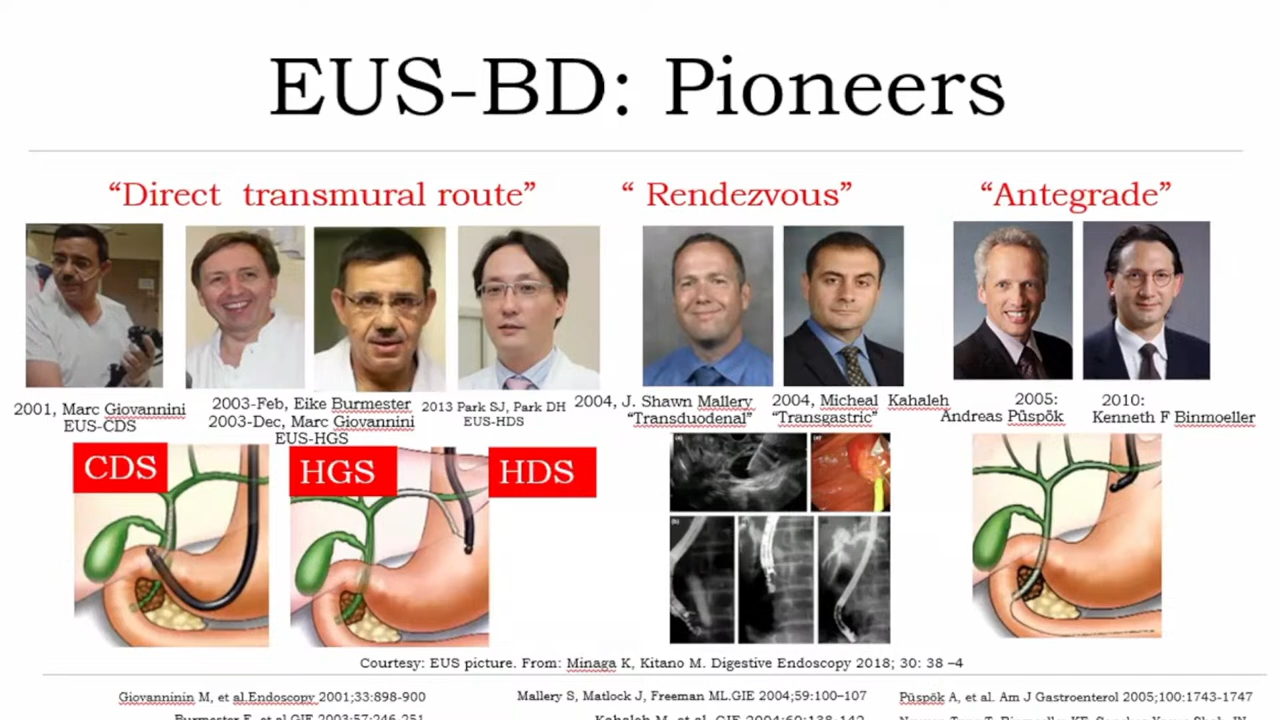 EUS-BD: Pioneers
“Direct transmural route”
“ Rendezvous”
“Antegrade”
2001, Marc Giovannini
EUS-CDS
2003-Feb, Eike Burmester
2003-Dec, Marc Giovannini
EUS-HGS
2013 Park SJ, Park DH
EUS-HDS
2004, J. Shawn Mallery
“Transduodenal”
2004, Micheal Kahaleh
“Transgastric”
2005:
Andreas Püspök
2010:
Kenneth F Binmoeller
CDS
HGS
HDS
Courtesy: EUS picture. From: Minaga K, Kitano M. Digestive Endoscopy 2018; 30: 38 –4
Giovanninin M, et al.Endoscopy 2001;33:898-900
Mallery S, Matlock J, Freeman ML.GIE 2004;59:100–107
Püspök A, et al. Am J Gastroenterol 2005;100:1743-1747
Burmester E, et al GIE 2003;57:246-251
Kahaleh M, et al. GIE 2004;60:138-142